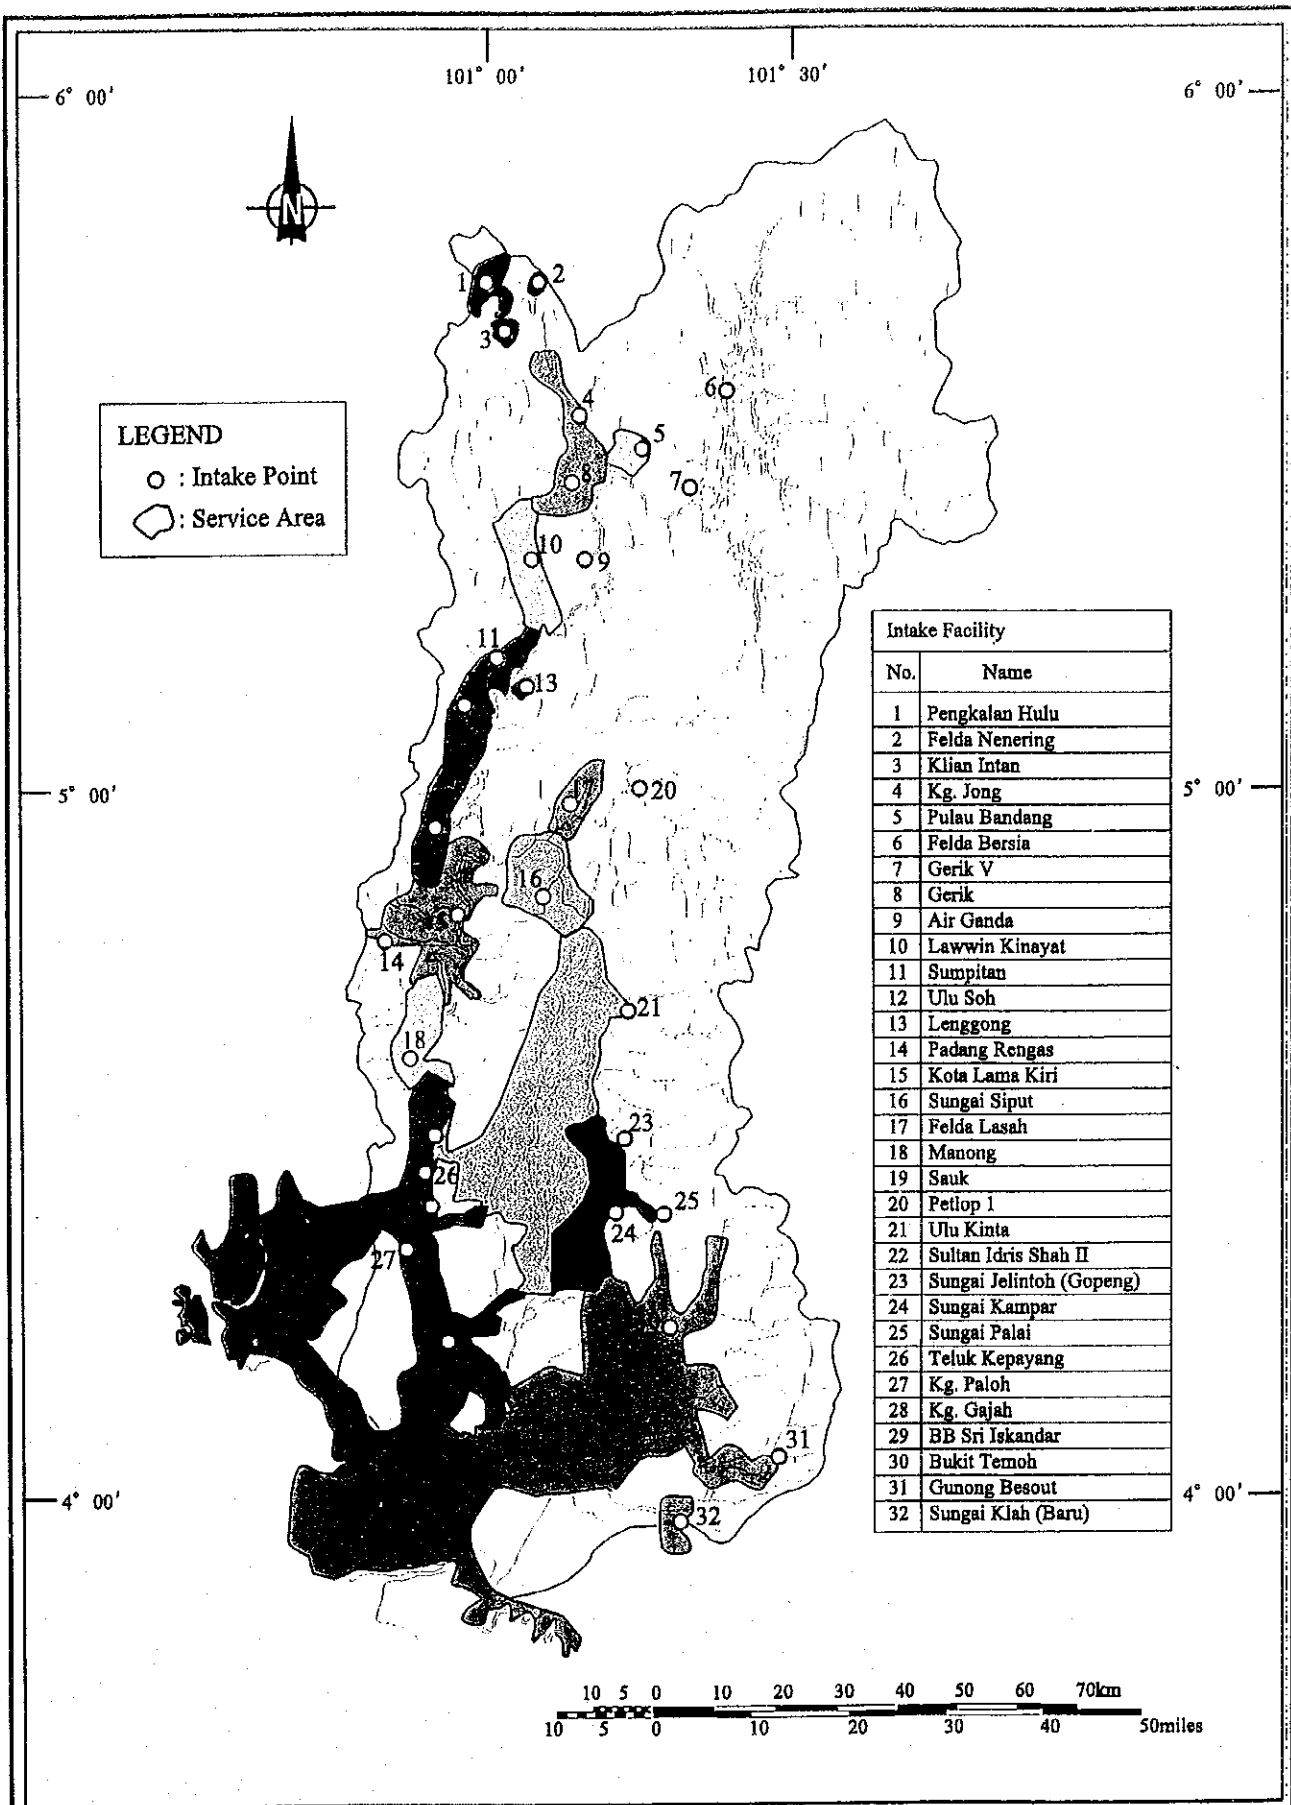 101° 00'
101° 30'
6° 00'
6° 00'
N
1
2
3
4
5
6
7
8
9
10
11
13
LEGEND
: Intake Point
: Service Area
Intake Facility
No. Name
1 Pengkalan Hulu
2 Felda Nenering
3 Klian Intan
4 Kg. Jong
5 Pulau Bandang
6 Felda Bersia
7 Gerik V
8 Gerik
9 Air Ganda
10 Lawwin Kinayat
11 Sumpitan
12 Ulu Soh
13 Lenggong
14 Padang Rengas
15 Kota Lama Kiri
16 Sungai Siput
17 Felda Lasah
18 Manong
19 Sauk
20 Petlop 1
21 Ulu Kinta
22 Sultan Idris Shah II
23 Sungai Jelintoh (Gopeng)
24 Sungai Kampar
25 Sungai Palai
26 Teluk Kepayang
27 Kg. Paloh
28 Kg. Gajah
29 BB Sri Iskandar
30 Bukit Temoh
31 Gunong Besout
32 Sungai Klah (Baru)
5° 00'
5° 00'
17
20
16
14
21
18
23
26
25
24
27
31
4° 00'
4° 00'
32
10 5 0 10 20 30 40 50 60 70km
10 5 0 10 20 30 40 50miles